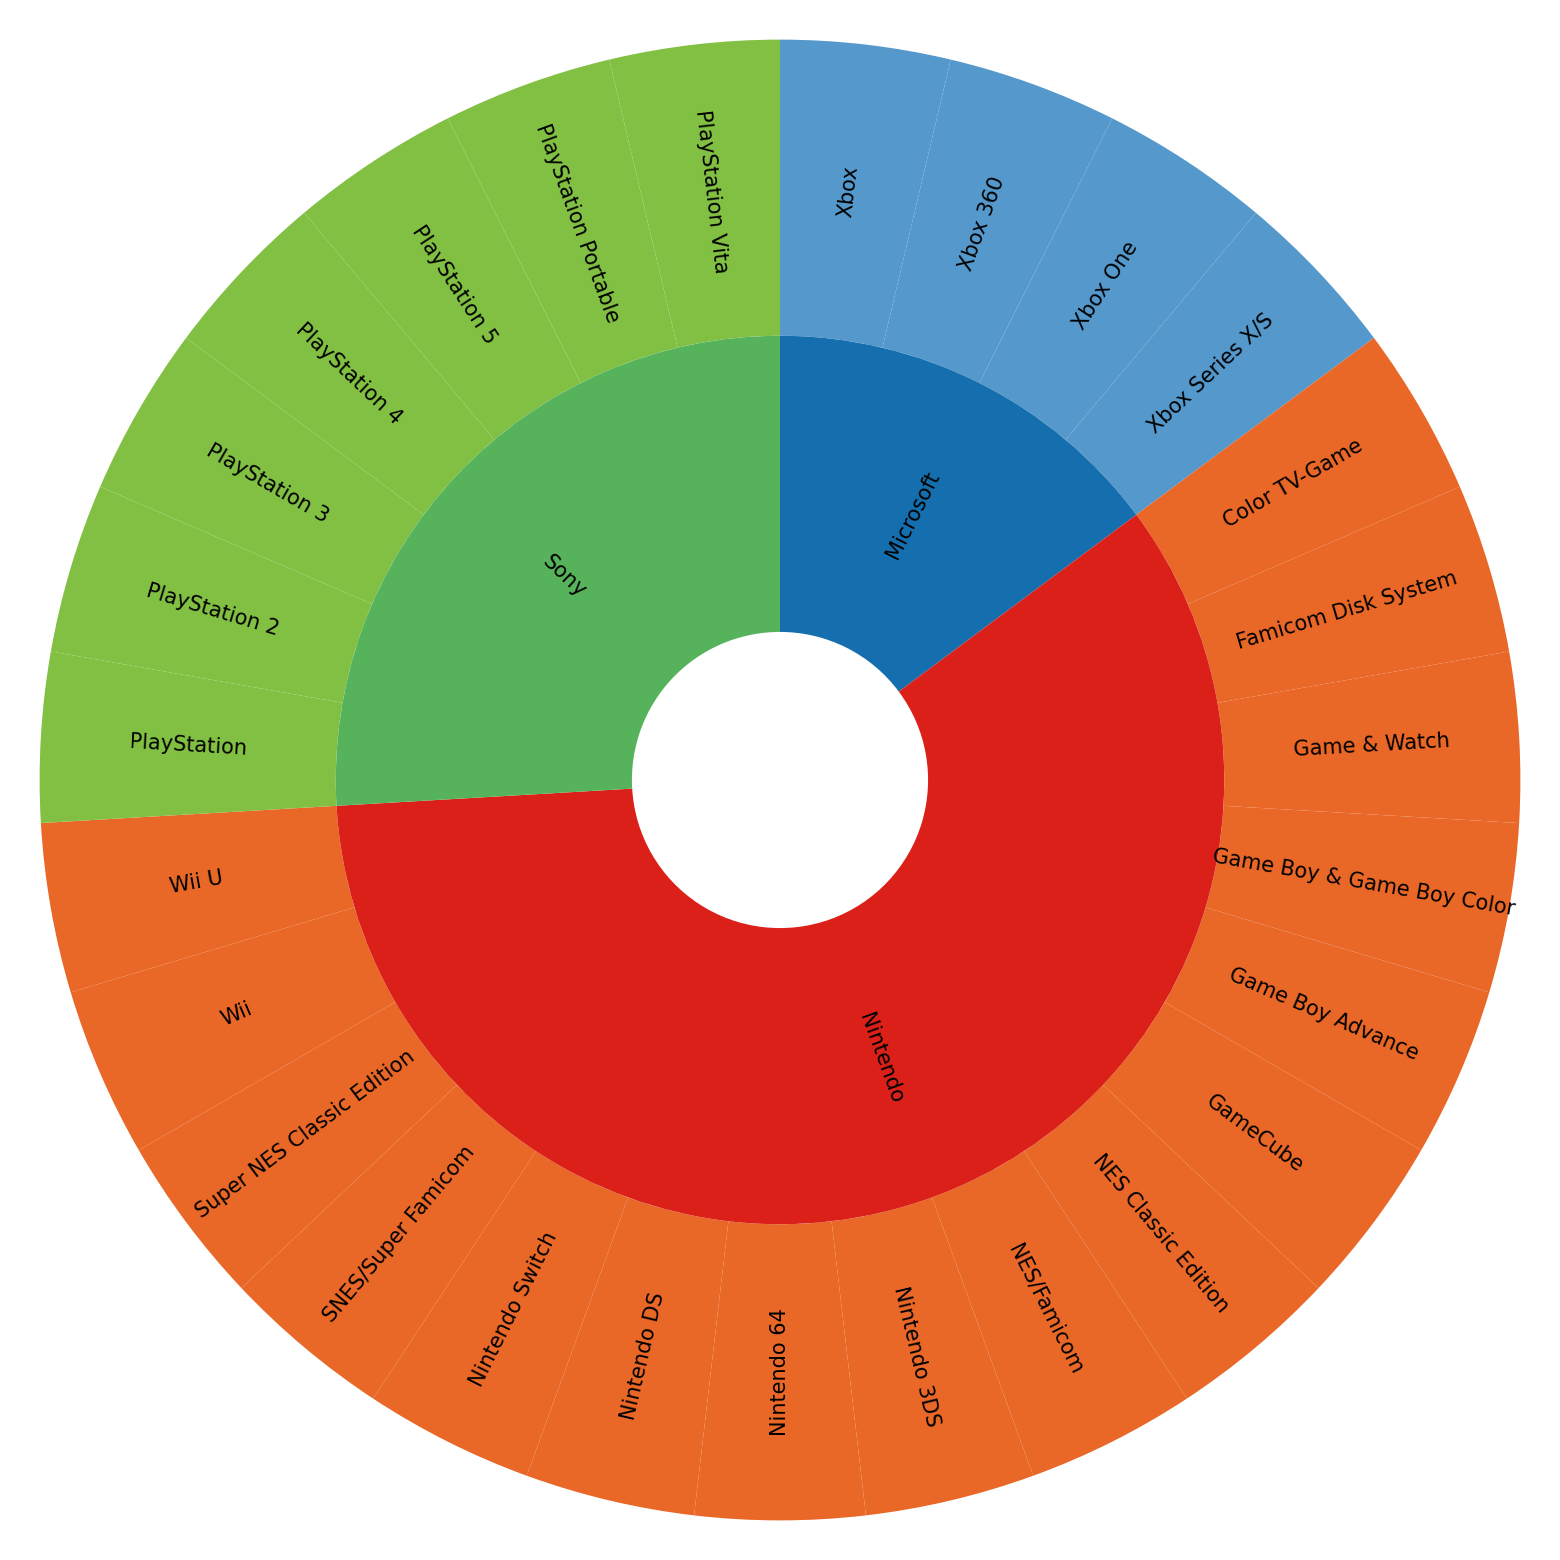 Microsoft
Xbox
Xbox 360
Xbox One
Xbox Series X/S
Nintendo
Color TV-Game
Famicom Disk System
Game & Watch
Game Boy & Game Boy Color
Game Boy Advance
GameCube
NES Classic Edition
NES/Famicom
Nintendo 3DS
Nintendo 64
Nintendo DS
Nintendo Switch
SNES/Super Famicom
Super NES Classic Edition
Wii
Wii U
Sony
PlayStation
PlayStation 2
PlayStation 3
PlayStation 4
PlayStation 5
PlayStation Portable
PlayStation Vita